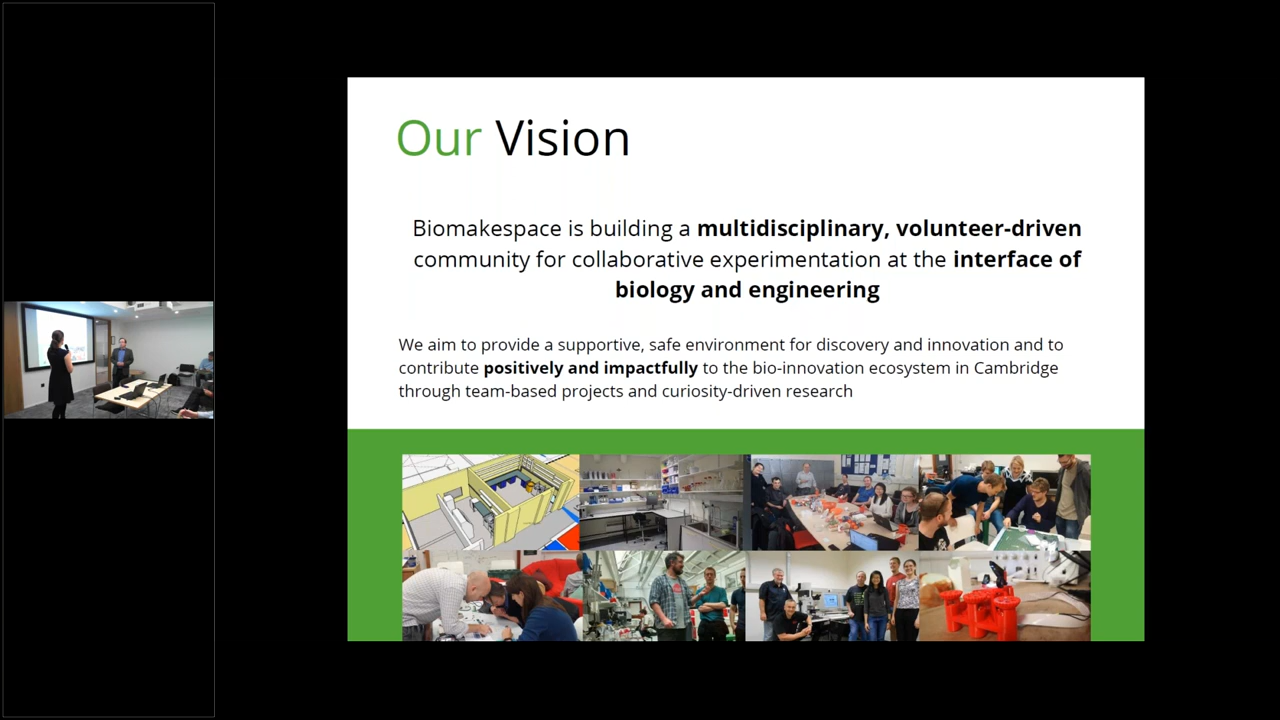 Our Vision
Biomakespace is building a multidisciplinary, volunteer-driven
community for collaborative experimentation at the interface of
biology and engineering
We aim to provide a supportive, safe environment for discovery and innovation and to
contribute positively and impactfully to the bio-innovation ecosystem in Cambridge
through team-based projects and curiosity-driven research